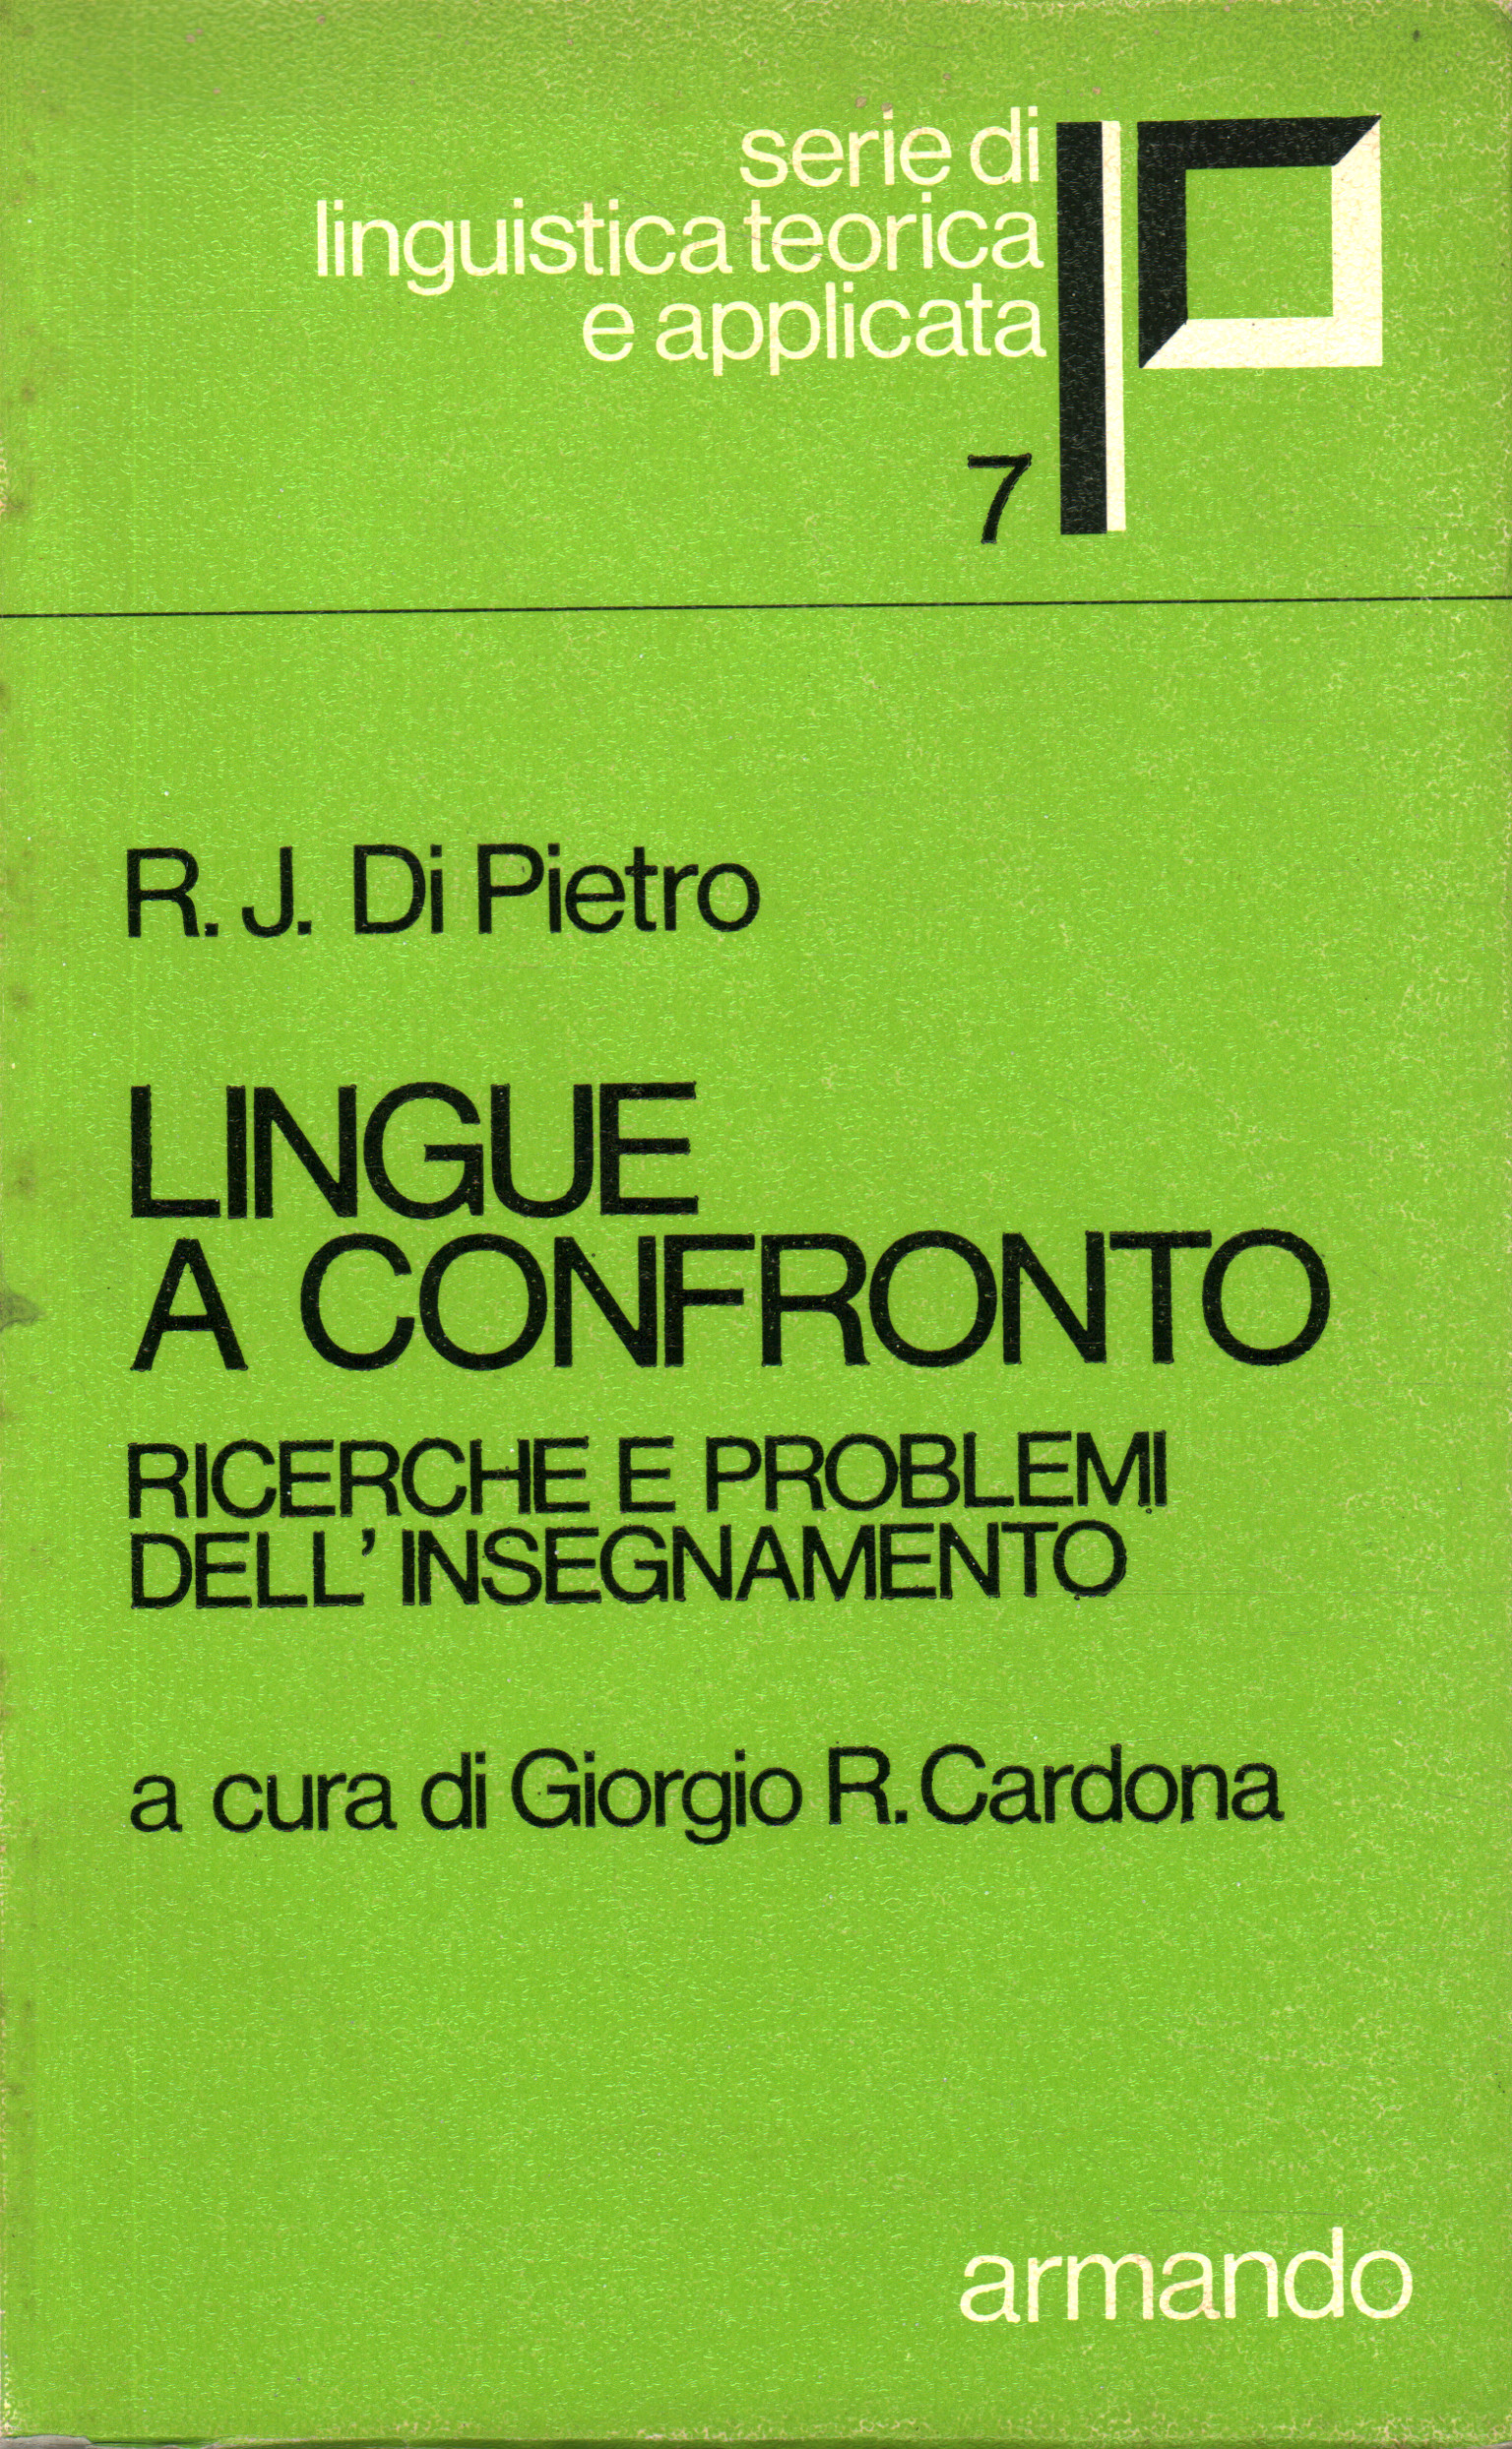 serie di
linguistica teorica
e applicata
7
R. J. Di Pietro
LINGUE
A CONFRONTO
RICERCHE E PROBLEMI
DELL'INSEGNAMENTO
a cura di Giorgio R. Cardona
armando